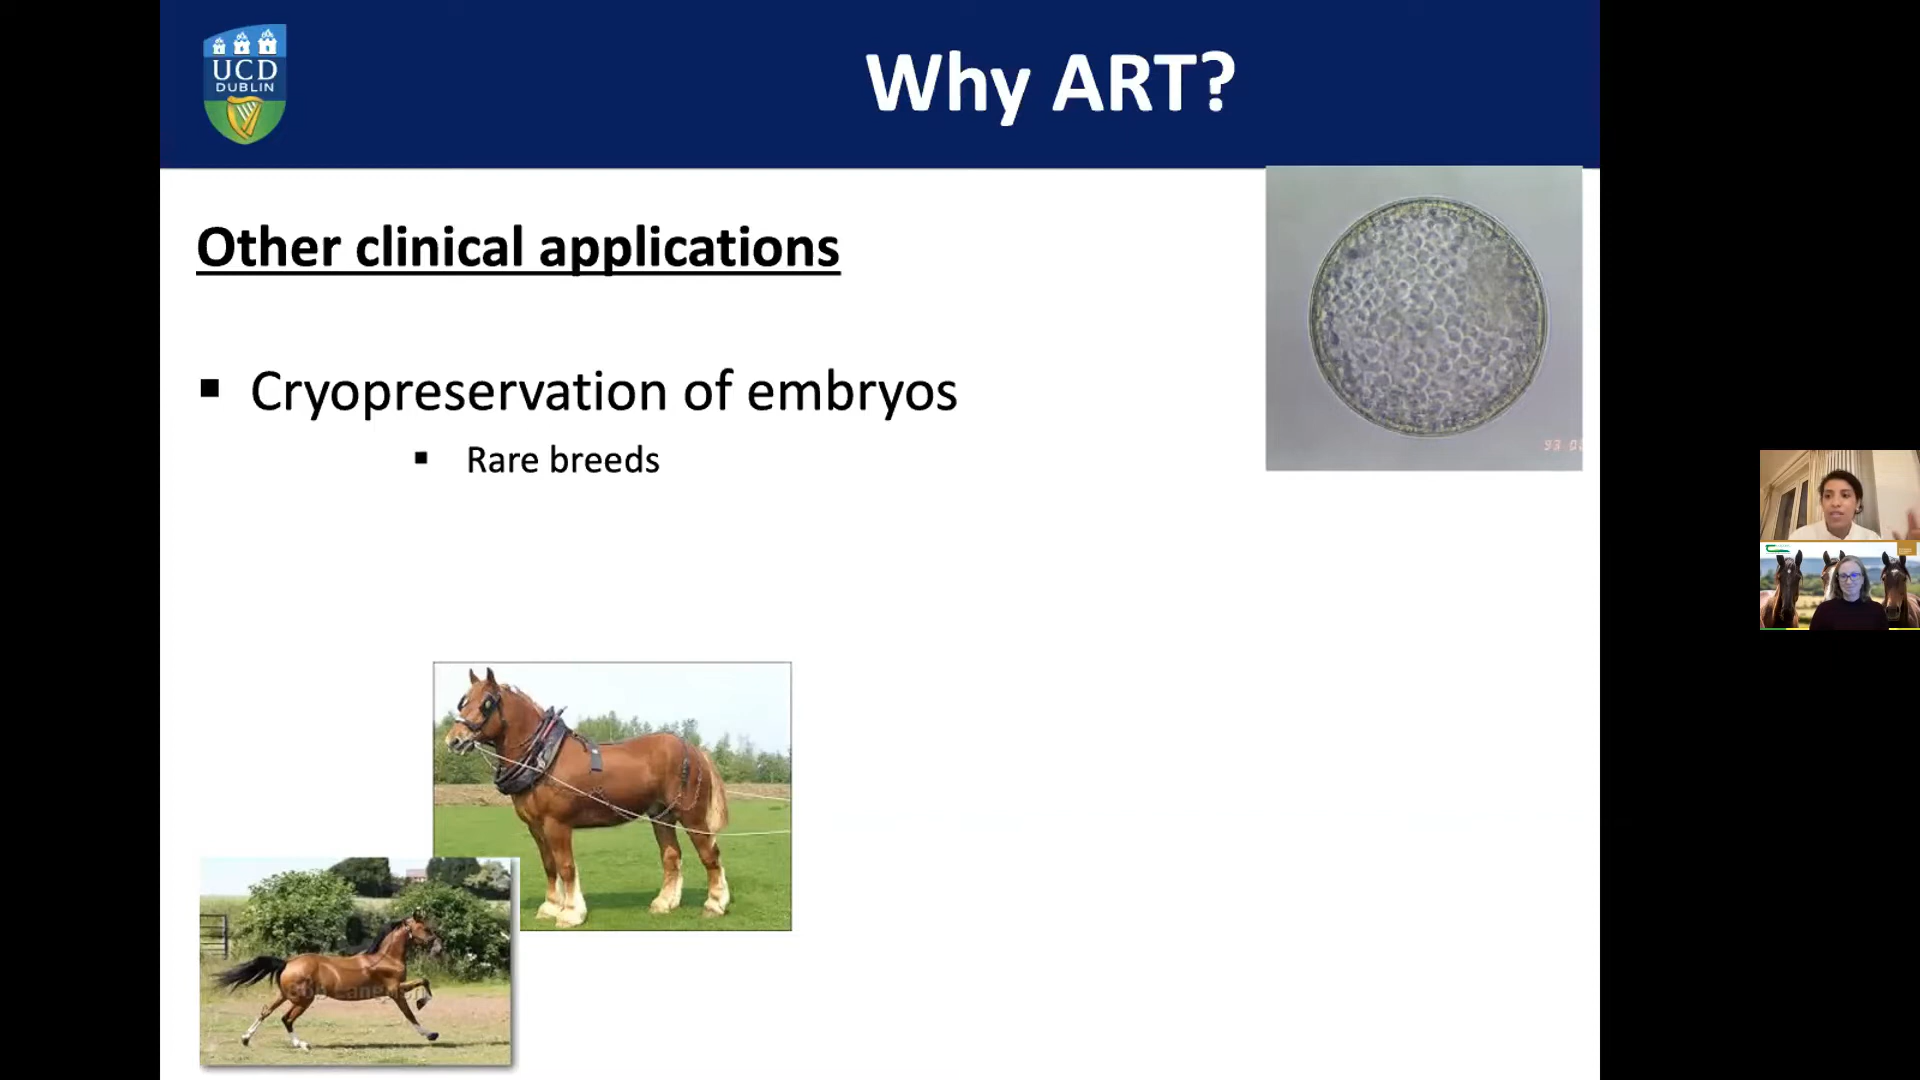 UCD
DUBLIN
Why ART?
Other clinical applications
▪ Cryopreservation of embryos
▪ Rare breeds